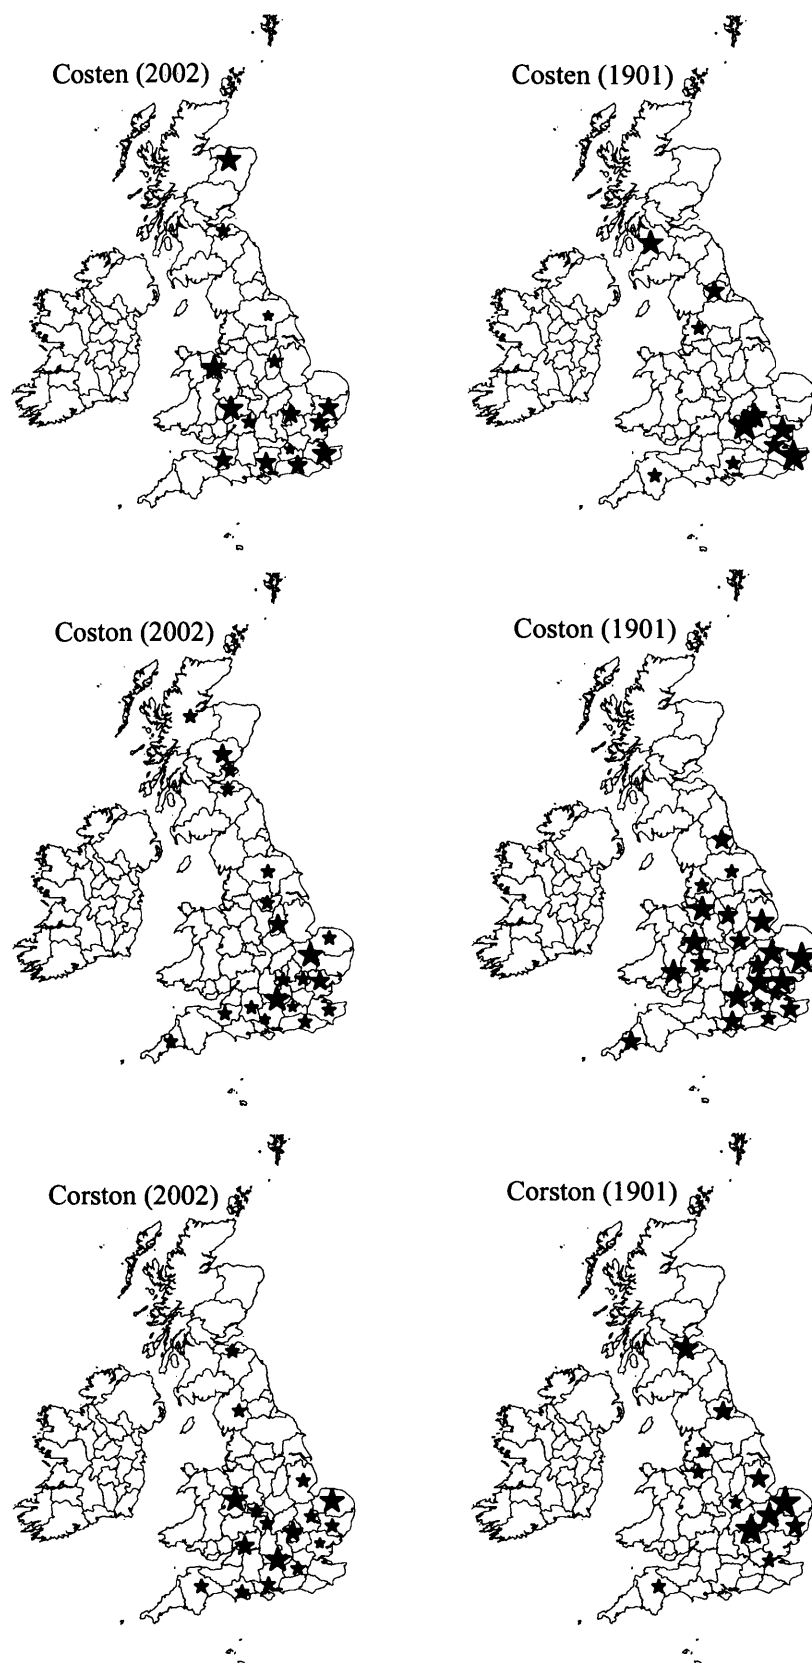 Costen (2002)
Costen (1901)
Coston (2002)
Coston (1901)
Corston (2002)
Corston (1901)